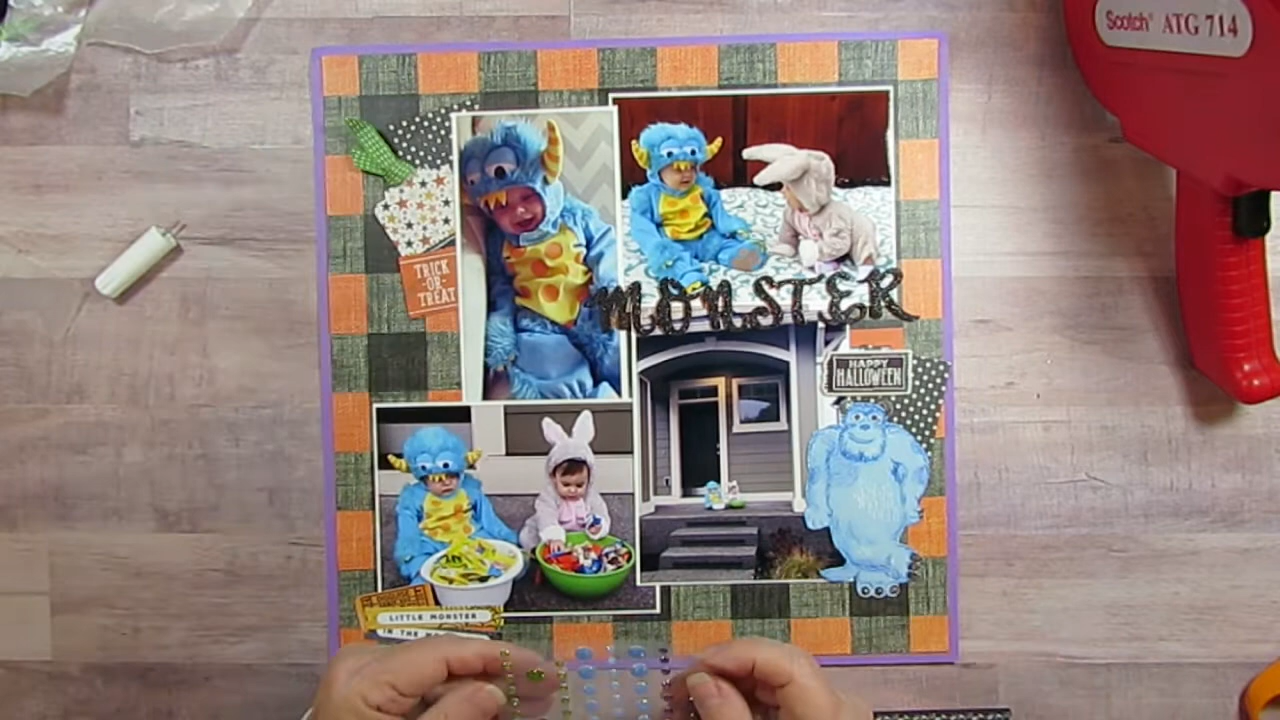 Scotch® ATG 714
TRICK
-OR-
TREAT
MONSTER
HAPPY
HALLOWEEN
LITTLE MONSTER
IN THE